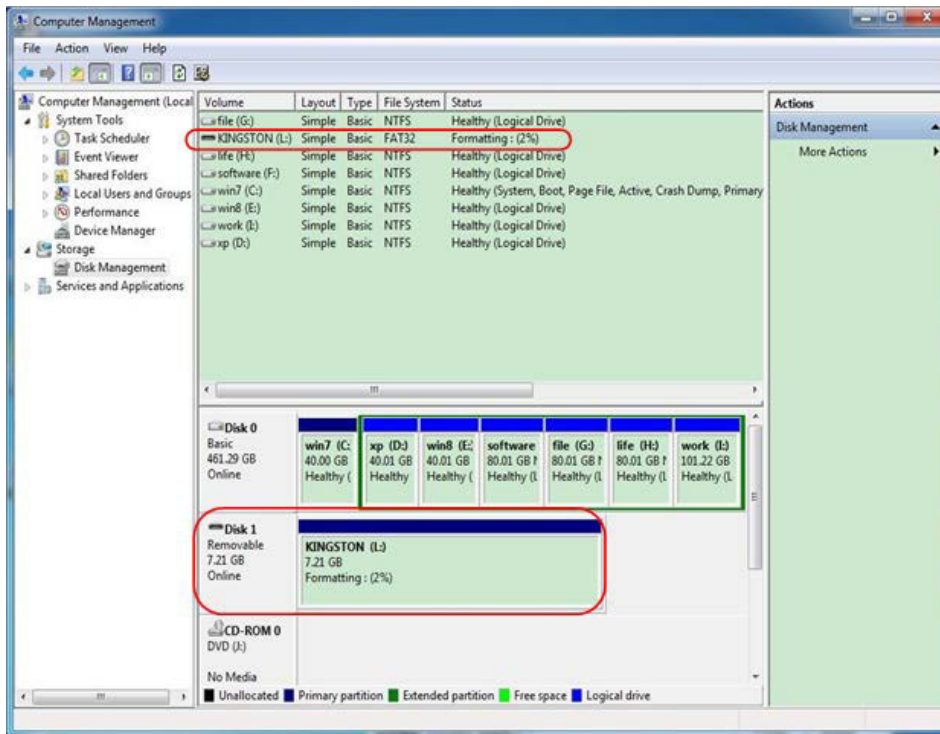 Computer Management
File Action View Help
Computer Management (Local
System Tools
Task Scheduler
Event Viewer
Shared Folders
Local Users and Groups
Performance
Device Manager
Storage
Disk Management
Services and Applications
Volume Layout Type File System Status
file (G:) Simple Basic NTFS Healthy (Logical Drive)
KINGSTON (L:) Simple Basic FAT32 Formatting : (2%)
life (H:) Simple Basic NTFS Healthy (Logical Drive)
software (F:) Simple Basic NTFS Healthy (Logical Drive)
win7 (C:) Simple Basic NTFS Healthy (System, Boot, Page File, Active, Crash Dump, Primary
win8 (E:) Simple Basic NTFS Healthy (Logical Drive)
work (I:) Simple Basic NTFS Healthy (Logical Drive)
xp (D:) Simple Basic NTFS Healthy (Logical Drive)
Actions
Disk Management
More Actions
Disk 0
Basic
461.29 GB
Online
win7 (C:
40.00 GB
Healthy (
xp (D:)
40.01 GB
Healthy
win8 (E:
40.01 GB
Healthy (
software
80.01 GB
Healthy (L
file (G:)
80.01 GB
Healthy (L
life (H:)
80.01 GB
Healthy (L
work (I:)
101.22 GB
Healthy (L
Disk 1
Removable
7.21 GB
Online
KINGSTON (L:)
7.21 GB
Formatting : (2%)
CD-ROM 0
DVD (J:)
No Media
Unallocated Primary partition Extended partition Free space Logical drive